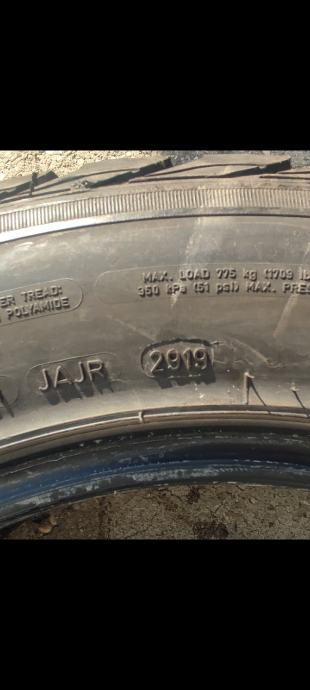 MAX. LOAD 775 kg (1709 lb
350 kPa (51 psi) MAX. PRES
ER TREAD:
POLYAMIDE
JAJR 2919